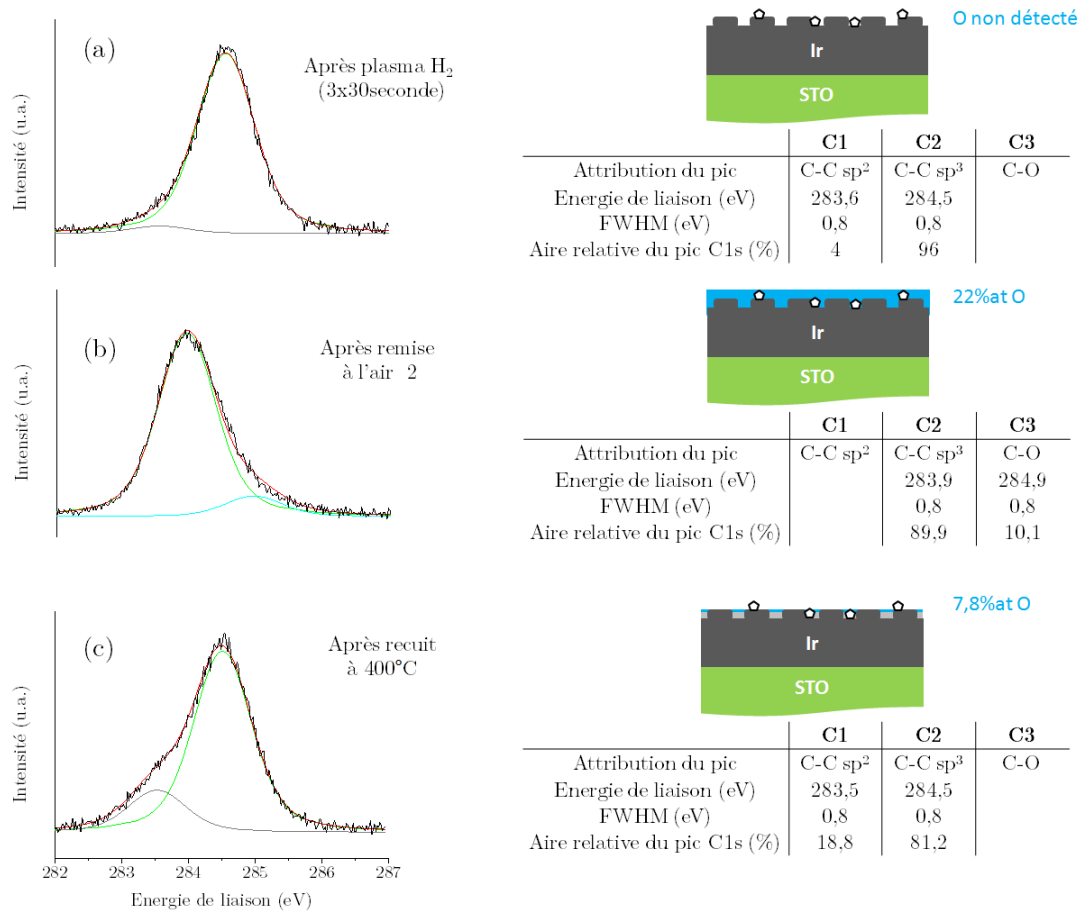 (a)
Après plasma H₂
(3x30seconde)
Intensité (u.a.)
O non détecté
Ir
STO
C1 C2 C3
Attribution du pic C-C sp² C-C sp³ C-O
Energie de liaison (eV) 283,6 284,5
FWHM (eV) 0,8 0,8
Aire relative du pic C1s (%) 4 96
(b)
Après remise
à l'air 2
Intensité (u.a.)
22%at O
Ir
STO
C1 C2 C3
Attribution du pic C-C sp² C-C sp³ C-O
Energie de liaison (eV) 283,9 284,9
FWHM (eV) 0,8 0,8
Aire relative du pic C1s (%) 89,9 10,1
(c)
Après recuit
à 400°C
Intensité (u.a.)
282 283 284 285 286 287
Energie de liaison (eV)
7,8%at O
Ir
STO
C1 C2 C3
Attribution du pic C-C sp² C-C sp³ C-O
Energie de liaison (eV) 283,5 284,5
FWHM (eV) 0,8 0,8
Aire relative du pic C1s (%) 18,8 81,2